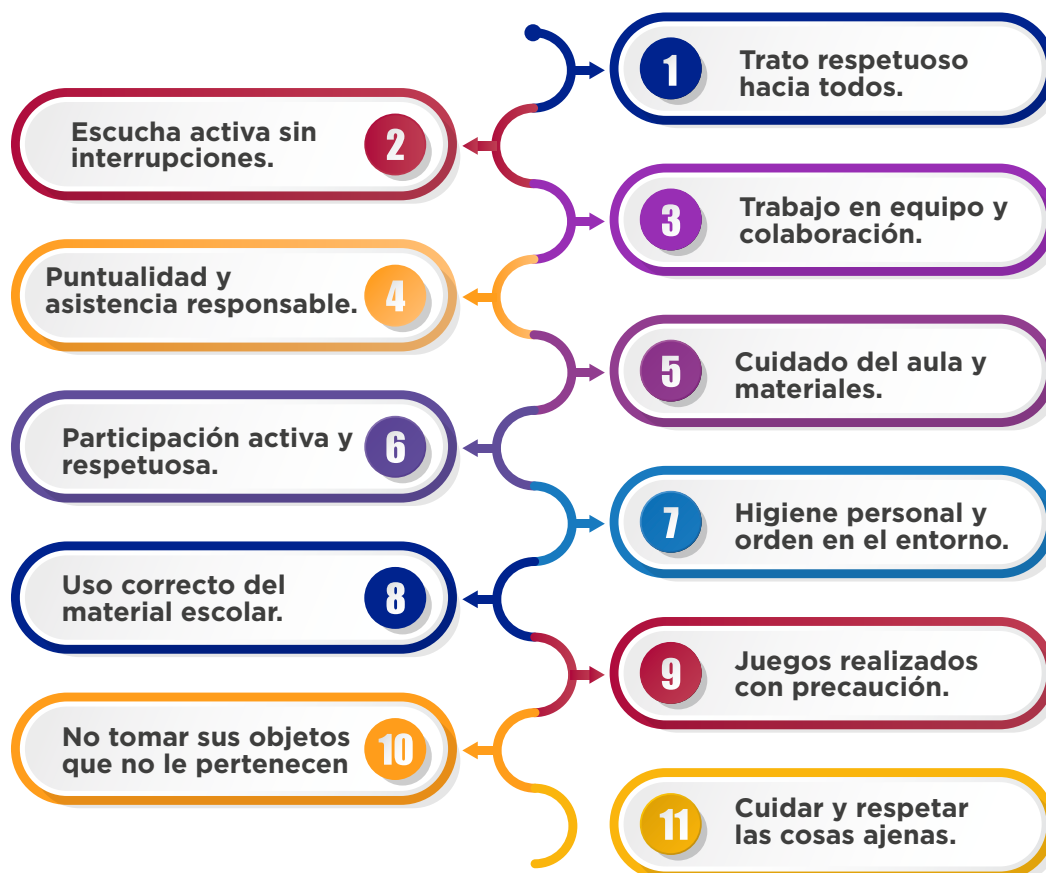 1
Trato respetuoso
hacia todos.
2
Escucha activa sin
interrupciones.
3
Trabajo en equipo y
colaboración.
4
Puntualidad y
asistencia responsable.
5
Cuidado del aula y
materiales.
6
Participación activa y
respetuosa.
7
Higiene personal y
orden en el entorno.
8
Uso correcto del
material escolar.
9
Juegos realizados
con precaución.
10
No tomar sus objetos
que no le pertenecen
11
Cuidar y respetar
las cosas ajenas.